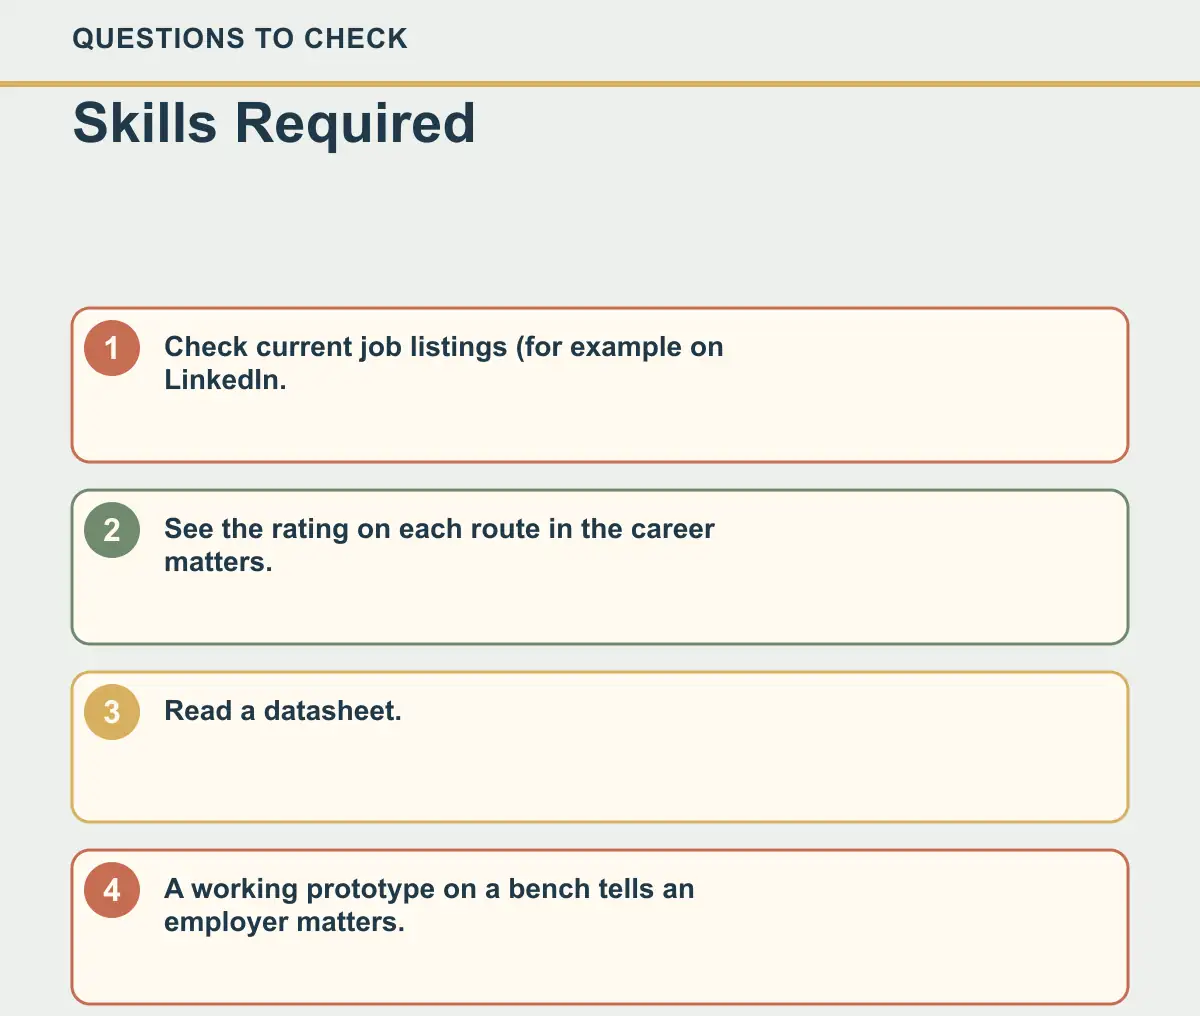 QUESTIONS TO CHECK
Skills Required
1
Check current job listings (for example on
LinkedIn.
2
See the rating on each route in the career
matters.
3
Read a datasheet.
4
A working prototype on a bench tells an
employer matters.